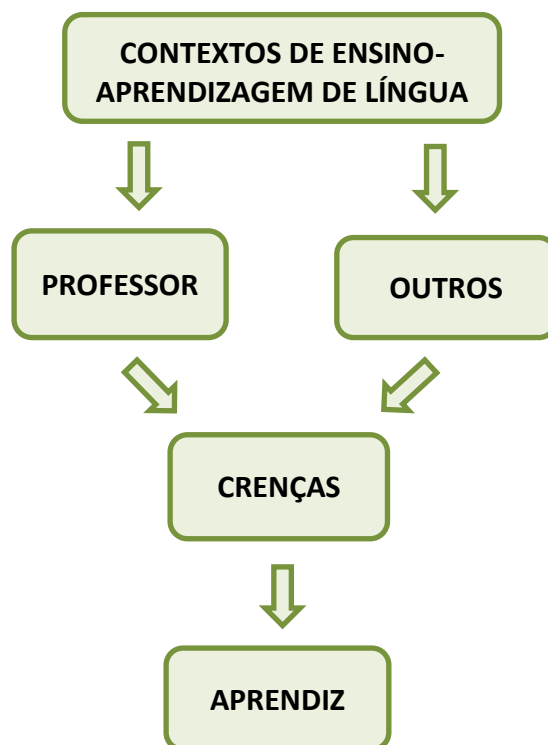 CONTEXTOS DE ENSINO-
APRENDIZAGEM DE LÍNGUA
PROFESSOR
OUTROS
CRENÇAS
APRENDIZ